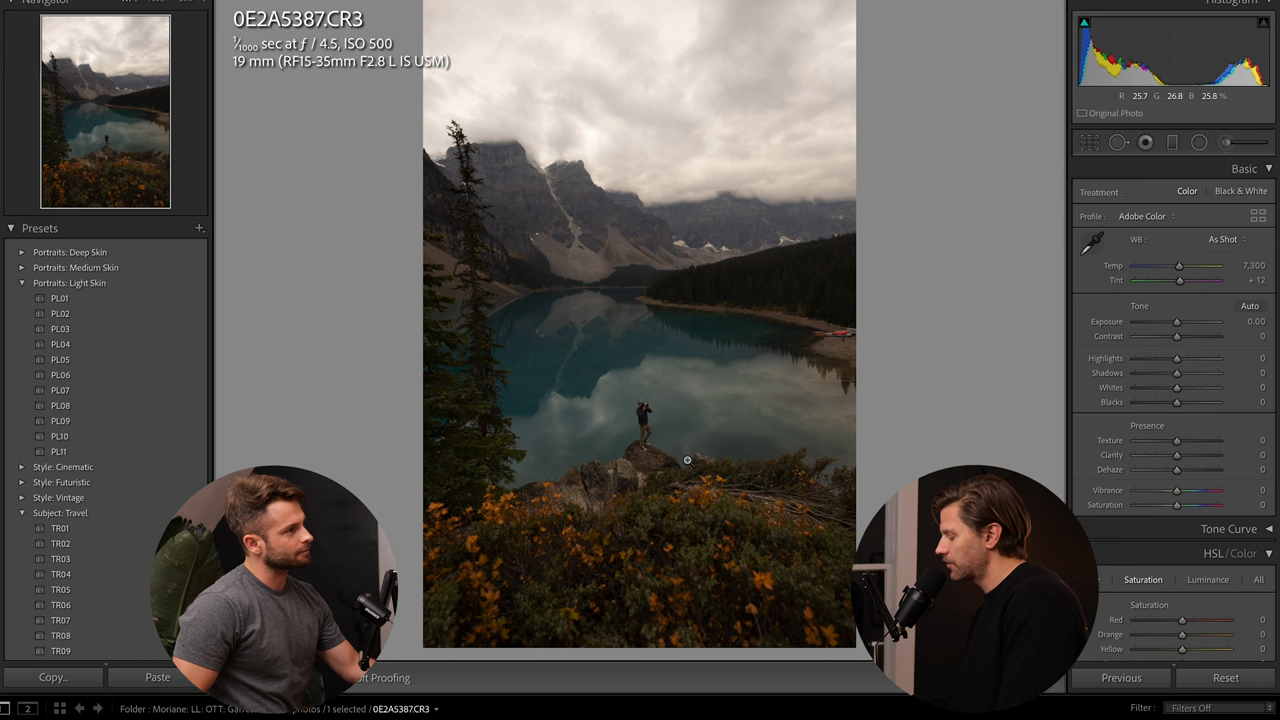 Navigator
0E2A5387.CR3
1/1000 sec at ƒ / 4.5, ISO 500
19 mm (RF15-35mm F2.8 L IS USM)
Presets
Portraits: Deep Skin
Portraits: Medium Skin
Portraits: Light Skin
PL01
PL02
PL03
PL04
PL05
PL06
PL07
PL08
PL09
PL10
PL11
Style: Cinematic
Style: Futuristic
Style: Vintage
Subject: Travel
TR01
TR02
TR03
TR04
TR05
TR06
TR07
TR08
TR09
Copy...
Paste
ft Proofing
2
Folder : Moriane: LL: OTT:
photos / 1 selected / 0E2A5387.CR3
Histogram
R 25.7 G 26.8 B 25.8 %
Original Photo
Basic
Treatment : Color Black & White
Profile : Adobe Color
WB : As Shot
Temp 7,300
Tint + 12
Tone Auto
Exposure 0.00
Contrast 0
Highlights 0
Shadows 0
Whites 0
Blacks 0
Presence
Texture 0
Clarity 0
Dehaze 0
Vibrance 0
Saturation 0
Tone Curve
HSL / Color
Saturation Luminance All
Saturation
Red 0
Orange 0
Yellow 0
Previous Reset
Filter : Filters Off